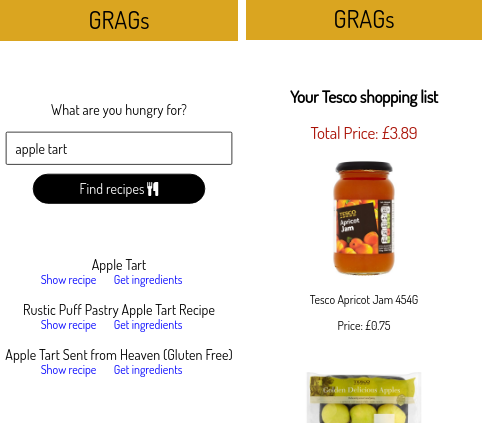 GRAGs
What are you hungry for?
apple tart
Find recipes
Apple Tart
Show recipe Get ingredients
Rustic Puff Pastry Apple Tart Recipe
Show recipe Get ingredients
Apple Tart Sent from Heaven (Gluten Free)
Show recipe Get ingredients
GRAGs
Your Tesco shopping list
Total Price: £3.89
TESCO
Apricot
Jam
Tesco Apricot Jam 454G
Price: £0.75
TESCO
Golden Delicious Apples